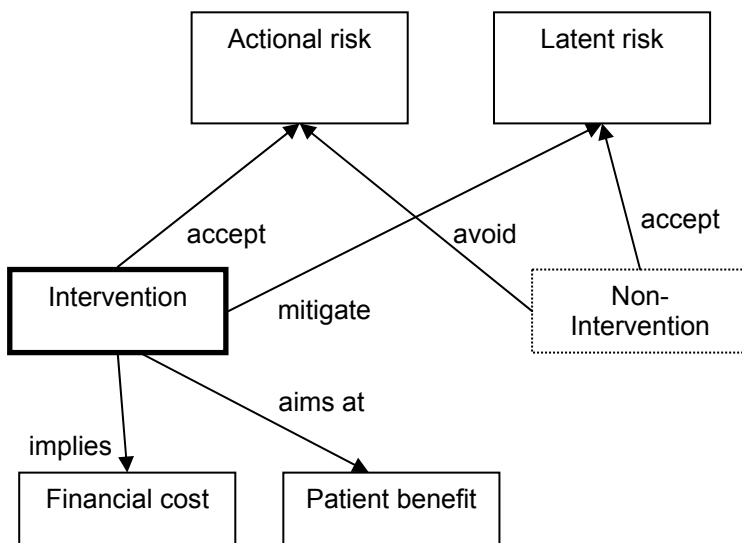 Actional risk
Latent risk
accept
avoid
accept
Intervention
mitigate
Non-
Intervention
aims at
implies
Financial cost
Patient benefit